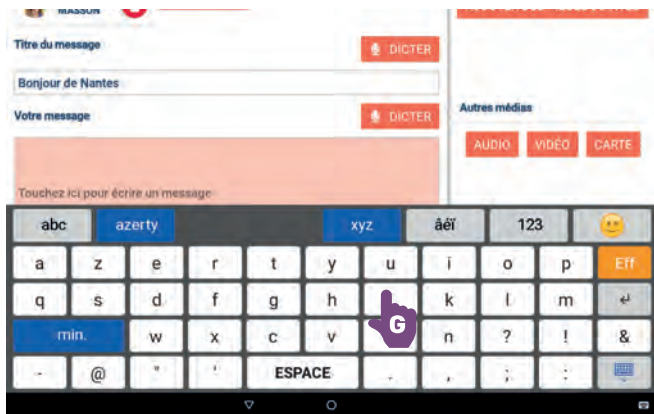 MASSON
Titre du message
DICTER
Bonjour de Nantes
Votre message
DICTER
Autres médias
AUDIO VIDÉO CARTE
Touchez ici pour écrire un message
abc azerty xyz âéï 123
a z e r t y u i o p Eff
q s d f g h k l m ↵
G
min. w x c v n ? ! &
- @ " ' ESPACE . , ; :